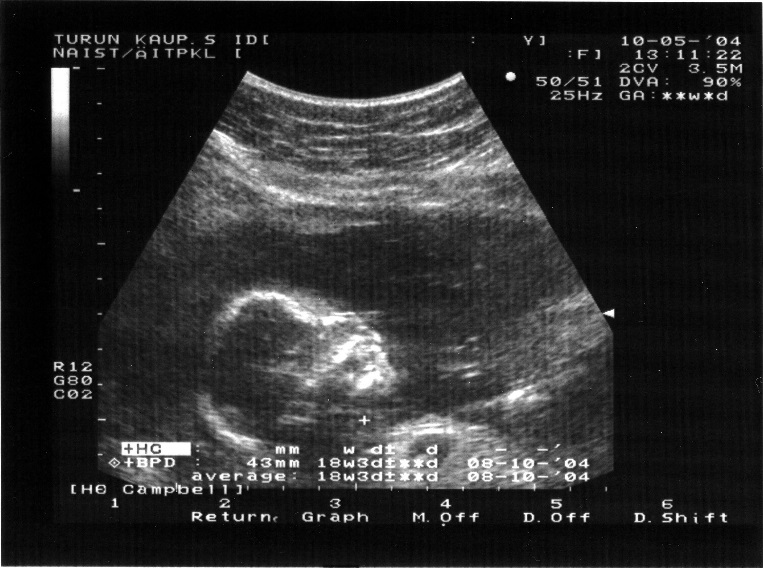 TURUN KAUP.S ID[ : Y] 10-05-'04
NAIST/ÄITPKL [ :F] 13:11:22
2CV 3.5M
50/51 DVA: 90%
25Hz GA:**w*d
R12
G80
C02
+HC : mm w d± d - -'
◇+BPD : 43mm 18w3d±**d 08-10-'04
average: 18w3d±**d 08-10-'04
[HC Campbell]
1 2 3 4 5 6
Return Graph M.Off D.Off D.Shift